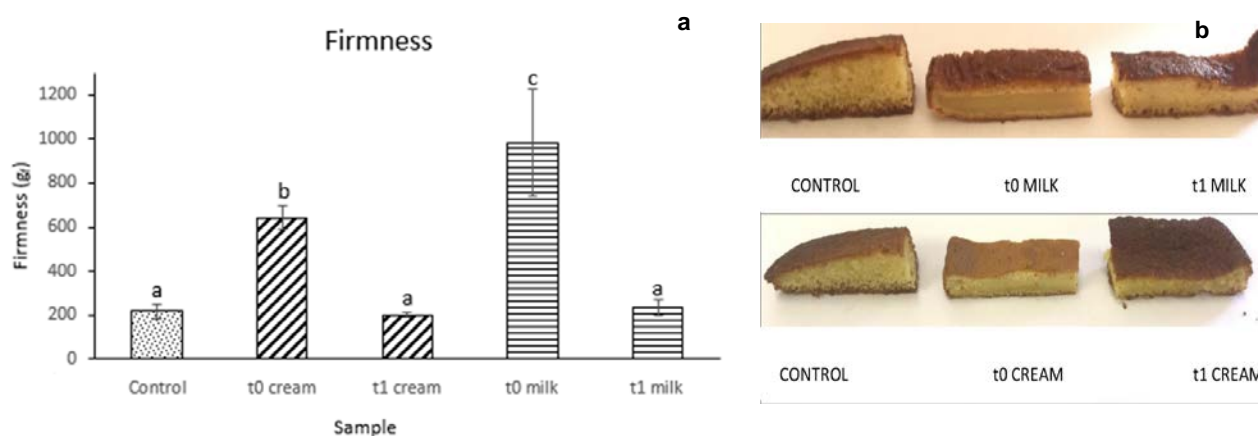 a
Firmness
Firmness (gf)
1200
1000
800
600
400
200
0
a
b
a
c
a
Control t0 cream t1 cream t0 milk t1 milk
Sample
b
CONTROL t0 MILK t1 MILK
CONTROL t0 CREAM t1 CREAM